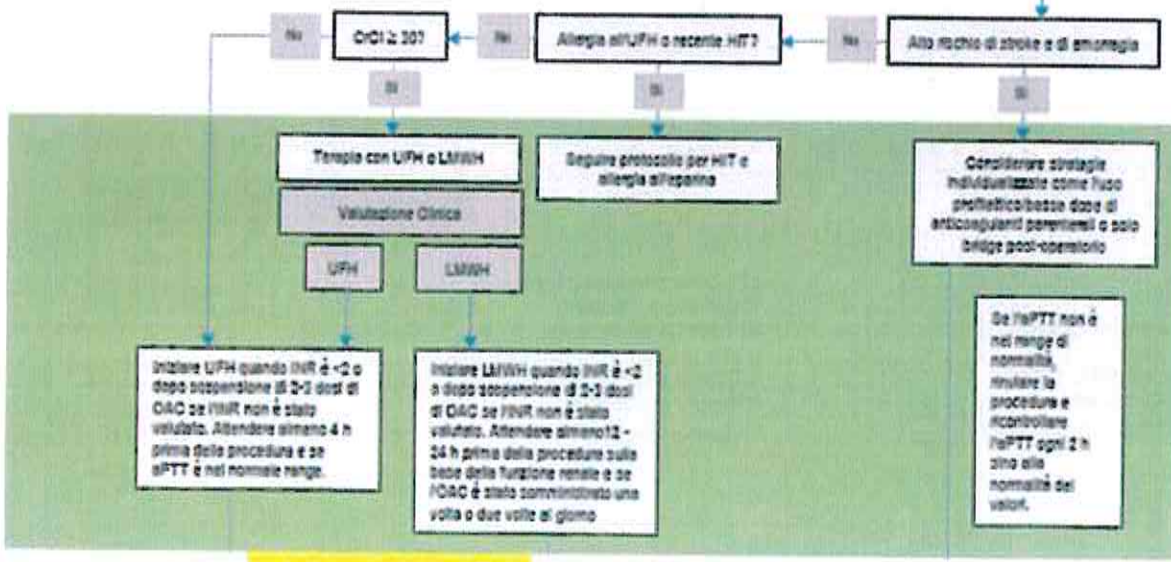 No
CrCl ≥ 30?
No
Allergia all'UFH o recente HIT?
No
Alto rischio di stroke e di emorragia
Sì
Sì
Sì
Terapia con UFH o LMWH
Valutazione Clinica
UFH
LMWH
Seguire protocollo per HIT e
allergia all'eparina
Considerare strategie
individualizzate come l'uso
profilattico/basse dose di
anticoagulanti parenterali o solo
bridge post-operatorio
Iniziare UFH quando INR è <2 o
dopo sospensione di 2-3 dosi di
OAC se l'INR non è stato
valutato. Attendere almeno 4 h
prima della procedura e se
aPTT è nel normale range.
Iniziare LMWH quando INR è <2
o dopo sospensione di 2-3 dosi
di OAC se l'INR non è stato
valutato. Attendere almeno12 -
24 h prima della procedure sulla
base della funzione renale e se
l'OAC è stato somministrato una
volta o due volte al giorno
Se l'aPTT non è
nel range di
normalità,
rinviare la
procedura e
ricontrollare
l'aPTT ogni 2 h
sino alla
normalità dei
valori.